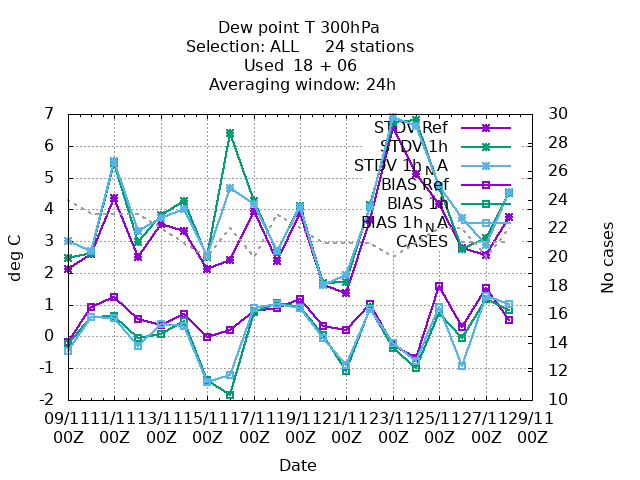 Dew point T 300hPa
Selection: ALL     24 stations
Used  18 + 06
Averaging window: 24h
7
6
5
4
3
2
1
0
-1
-2
deg C
30
28
26
24
22
20
18
16
14
12
10
No cases
STDV Ref
STDV 1h
STDV 1h_N A
BIAS Ref
BIAS 1h
BIAS 1h_N A
CASES
09/11 11/11 13/11 15/11 17/11 19/11 21/11 23/11 25/11 27/11 29/11
00Z 00Z 00Z 00Z 00Z 00Z 00Z 00Z 00Z 00Z 00Z
Date